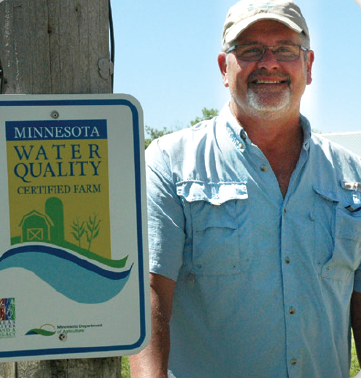 MINNESOTA
WATER
QUALITY
CERTIFIED FARM
Minnesota Department
of Agriculture